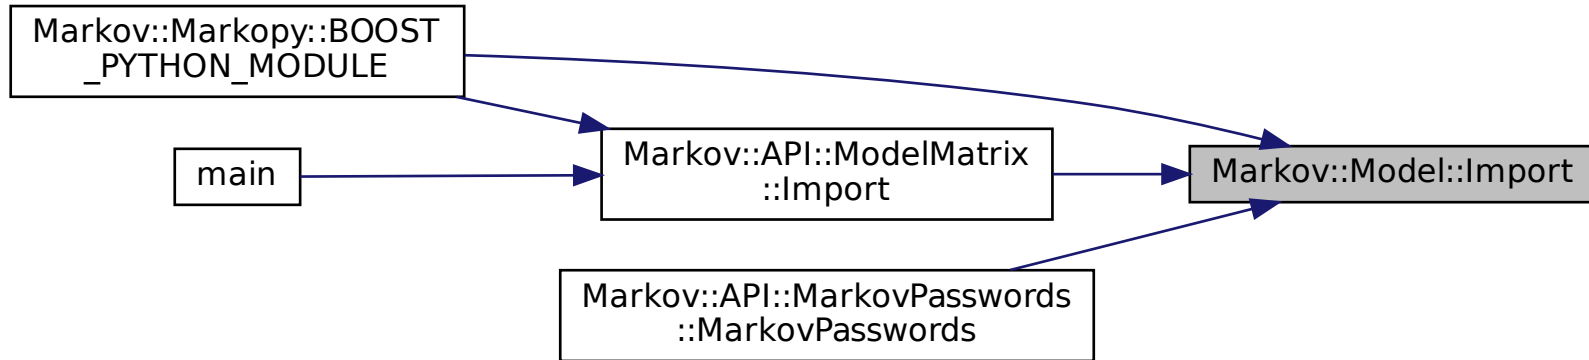 Markov::Markopy::BOOST
_PYTHON_MODULE
main
Markov::API::ModelMatrix
::Import
Markov::Model::Import
Markov::API::MarkovPasswords
::MarkovPasswords